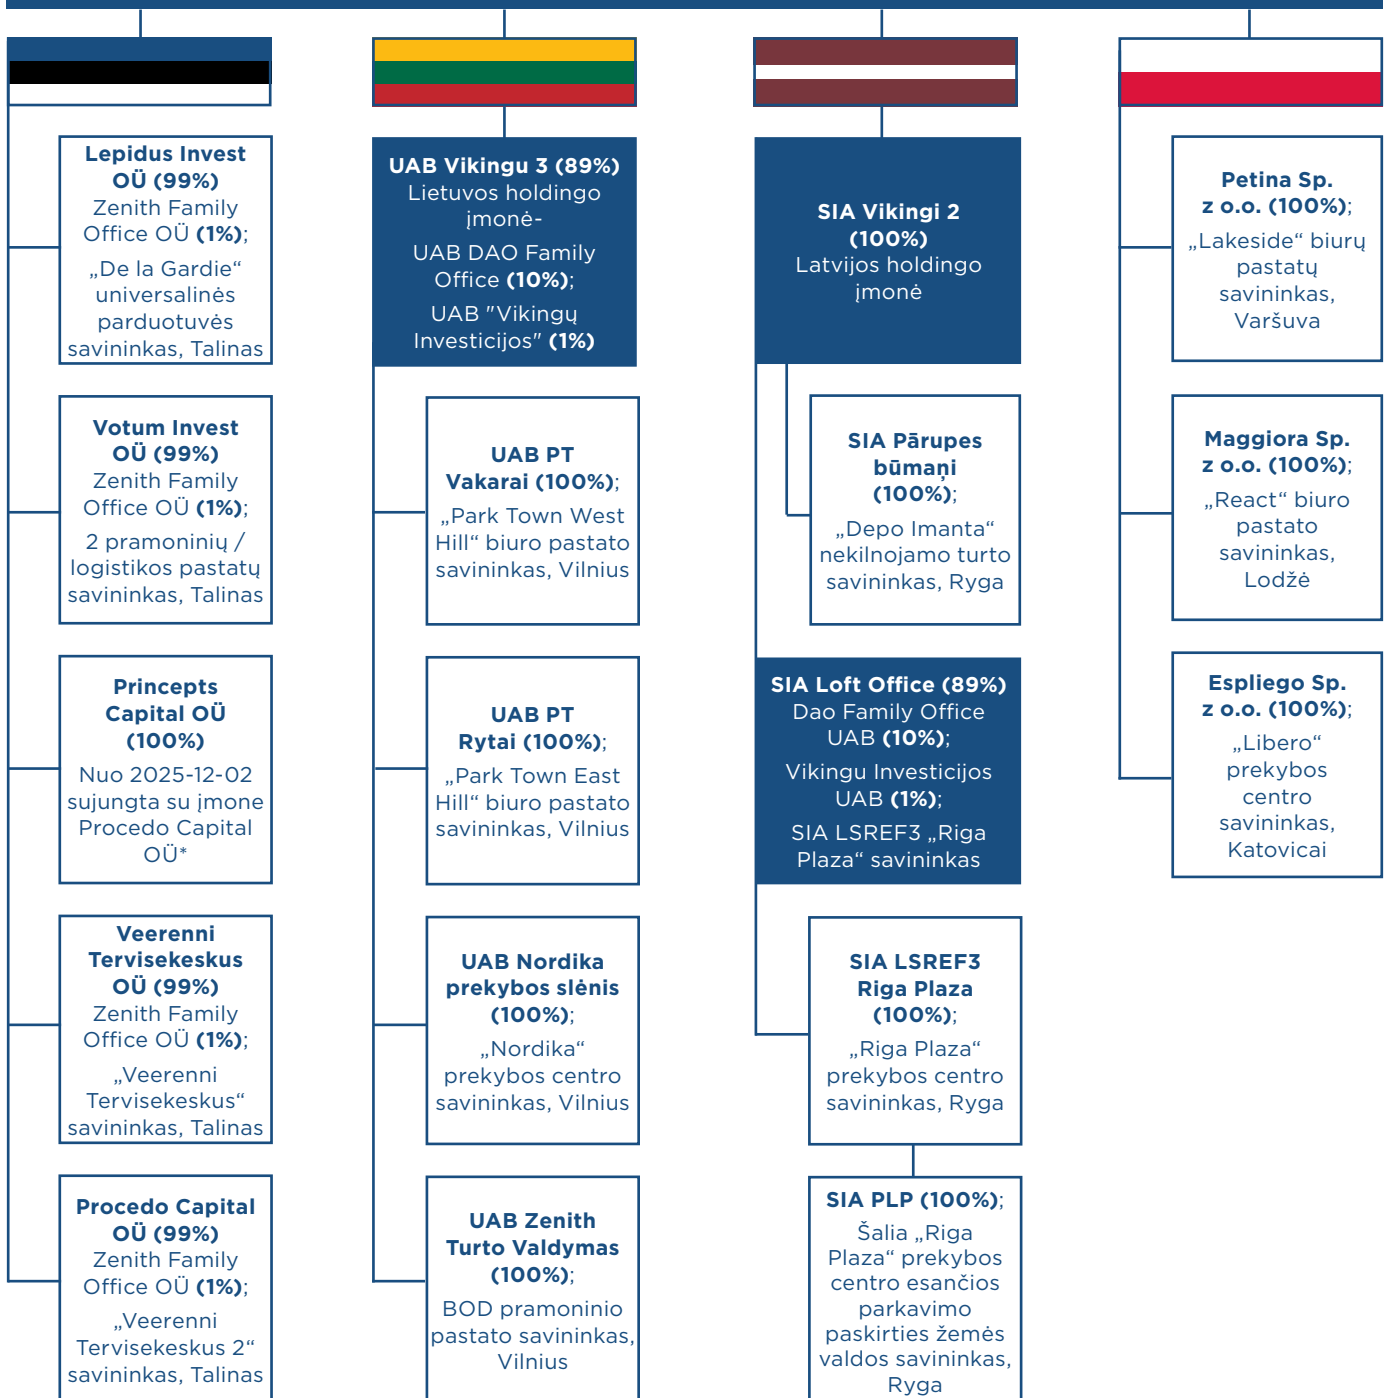 Lepidus Invest
OÜ (99%)
Zenith Family
Office OÜ (1%);
„De la Gardie“
universalinės
parduotuvės
savininkas, Talinas
Votum Invest
OÜ (99%)
Zenith Family
Office OÜ (1%);
2 pramoninių /
logistikos pastatų
savininkas, Talinas
Princepts
Capital OÜ
(100%)
Nuo 2025-12-02
sujungta su įmone
Procedo Capital
OÜ*
Veerenni
Tervisekeskus
OÜ (99%)
Zenith Family
Office OÜ (1%);
„Veerenni
Tervisekeskus“
savininkas, Talinas
Procedo Capital
OÜ (99%)
Zenith Family
Office OÜ (1%);
„Veerenni
Tervisekeskus 2“
savininkas, Talinas
UAB Vikingu 3 (89%)
Lietuvos holdingo
įmonė-
UAB DAO Family
Office (10%);
UAB "Vikingų
Investicijos" (1%)
UAB PT
Vakarai (100%);
„Park Town West
Hill“ biuro pastato
savininkas, Vilnius
UAB PT
Rytai (100%);
„Park Town East
Hill“ biuro pastato
savininkas, Vilnius
UAB Nordika
prekybos slėnis
(100%);
„Nordika“
prekybos centro
savininkas, Vilnius
UAB Zenith
Turto Valdymas
(100%);
BOD pramoninio
pastato savininkas,
Vilnius
SIA Vikingi 2
(100%)
Latvijos holdingo
įmonė
SIA Pārupes
būmaņi
(100%);
„Depo Imanta“
nekilnojamo turto
savininkas, Ryga
SIA Loft Office (89%)
Dao Family Office
UAB (10%);
Vikingu Investicijos
UAB (1%);
SIA LSREF3 „Riga
Plaza“ savininkas
SIA LSREF3
Riga Plaza
(100%);
„Riga Plaza“
prekybos centro
savininkas, Ryga
SIA PLP (100%);
Šalia „Riga
Plaza“ prekybos
centro esančios
parkavimo
paskirties žemės
valdos savininkas,
Ryga
Petina Sp.
z o.o. (100%);
„Lakeside“ biurų
pastatų
savininkas,
Varšuva
Maggiora Sp.
z o.o. (100%);
„React“ biuro
pastato
savininkas,
Lodžė
Espliego Sp.
z o.o. (100%);
„Libero“
prekybos
centro
savininkas,
Katovicai